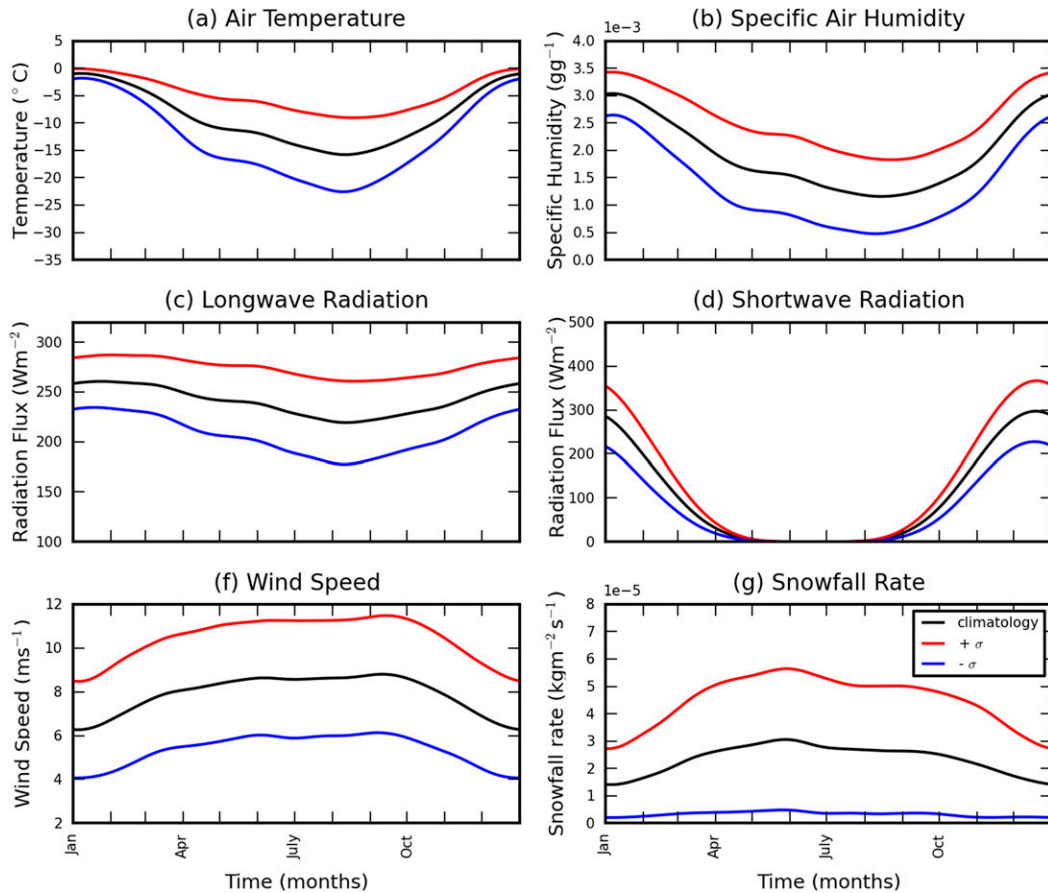 (a) Air Temperature
Temperature (°C)
5
0
−5
−10
−15
−20
−25
−30
−35
(b) Specific Air Humidity
1e−3
Specific Humidity (gg⁻¹)
4.0
3.5
3.0
2.5
2.0
1.5
1.0
0.5
0.0
(c) Longwave Radiation
Radiation Flux (Wm⁻²)
300
250
200
150
100
(d) Shortwave Radiation
Radiation Flux (Wm⁻²)
500
400
300
200
100
0
(f) Wind Speed
Wind Speed (ms⁻¹)
12
10
8
6
4
2
Jan
Apr
July
Oct
Time (months)
(g) Snowfall Rate
1e−5
Snowfall rate (kgm⁻² s⁻¹)
8
7
6
5
4
3
2
1
0
climatology
+ σ
- σ
Jan
Apr
July
Oct
Time (months)